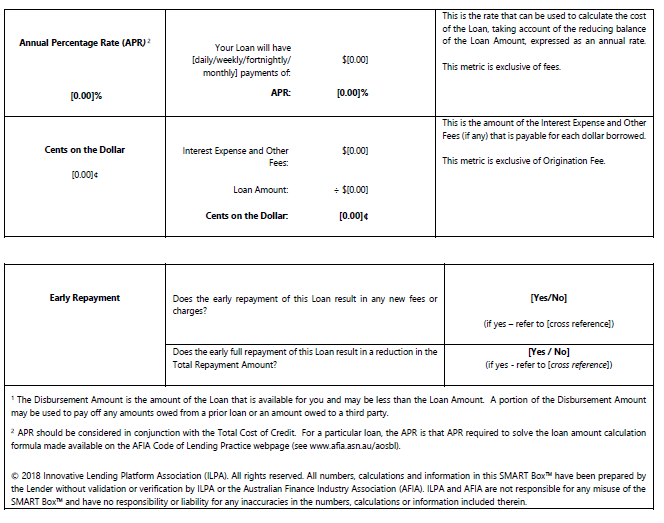 Annual Percentage Rate (APR) 2
[0.00]%
Your Loan will have
[daily/weekly/fortnightly/
monthly] payments of:
$[0.00]
APR:
[0.00]%
This is the rate that can be used to calculate the cost
of the Loan, taking account of the reducing balance
of the Loan Amount, expressed as an annual rate.
This metric is exclusive of fees.
Cents on the Dollar
[0.00]¢
Interest Expense and Other
Fees:
$[0.00]
Loan Amount:
÷ $[0.00]
Cents on the Dollar:
[0.00]¢
This is the amount of the Interest Expense and Other
Fees (if any) that is payable for each dollar borrowed.
This metric is exclusive of Origination Fee.
Early Repayment
Does the early repayment of this Loan result in any new fees or
charges?
[Yes/No]
(if yes – refer to [cross reference])
Does the early full repayment of this Loan result in a reduction in the
Total Repayment Amount?
[Yes / No]
(if yes - refer to [cross reference])
1 The Disbursement Amount is the amount of the Loan that is available for you and may be less than the Loan Amount. A portion of the Disbursement Amount
may be used to pay off any amounts owed from a prior loan or an amount owed to a third party.
2 APR should be considered in conjunction with the Total Cost of Credit. For a particular loan, the APR is that APR required to solve the loan amount calculation
formula made available on the AFIA Code of Lending Practice webpage (see www.afia.asn.au/aosbl).
© 2018 Innovative Lending Platform Association (ILPA). All rights reserved. All numbers, calculations and information in this SMART Box™ have been prepared by
the Lender without validation or verification by ILPA or the Australian Finance Industry Association (AFIA). ILPA and AFIA are not responsible for any misuse of the
SMART Box™ and have no responsibility or liability for any inaccuracies in the numbers, calculations or information included therein.